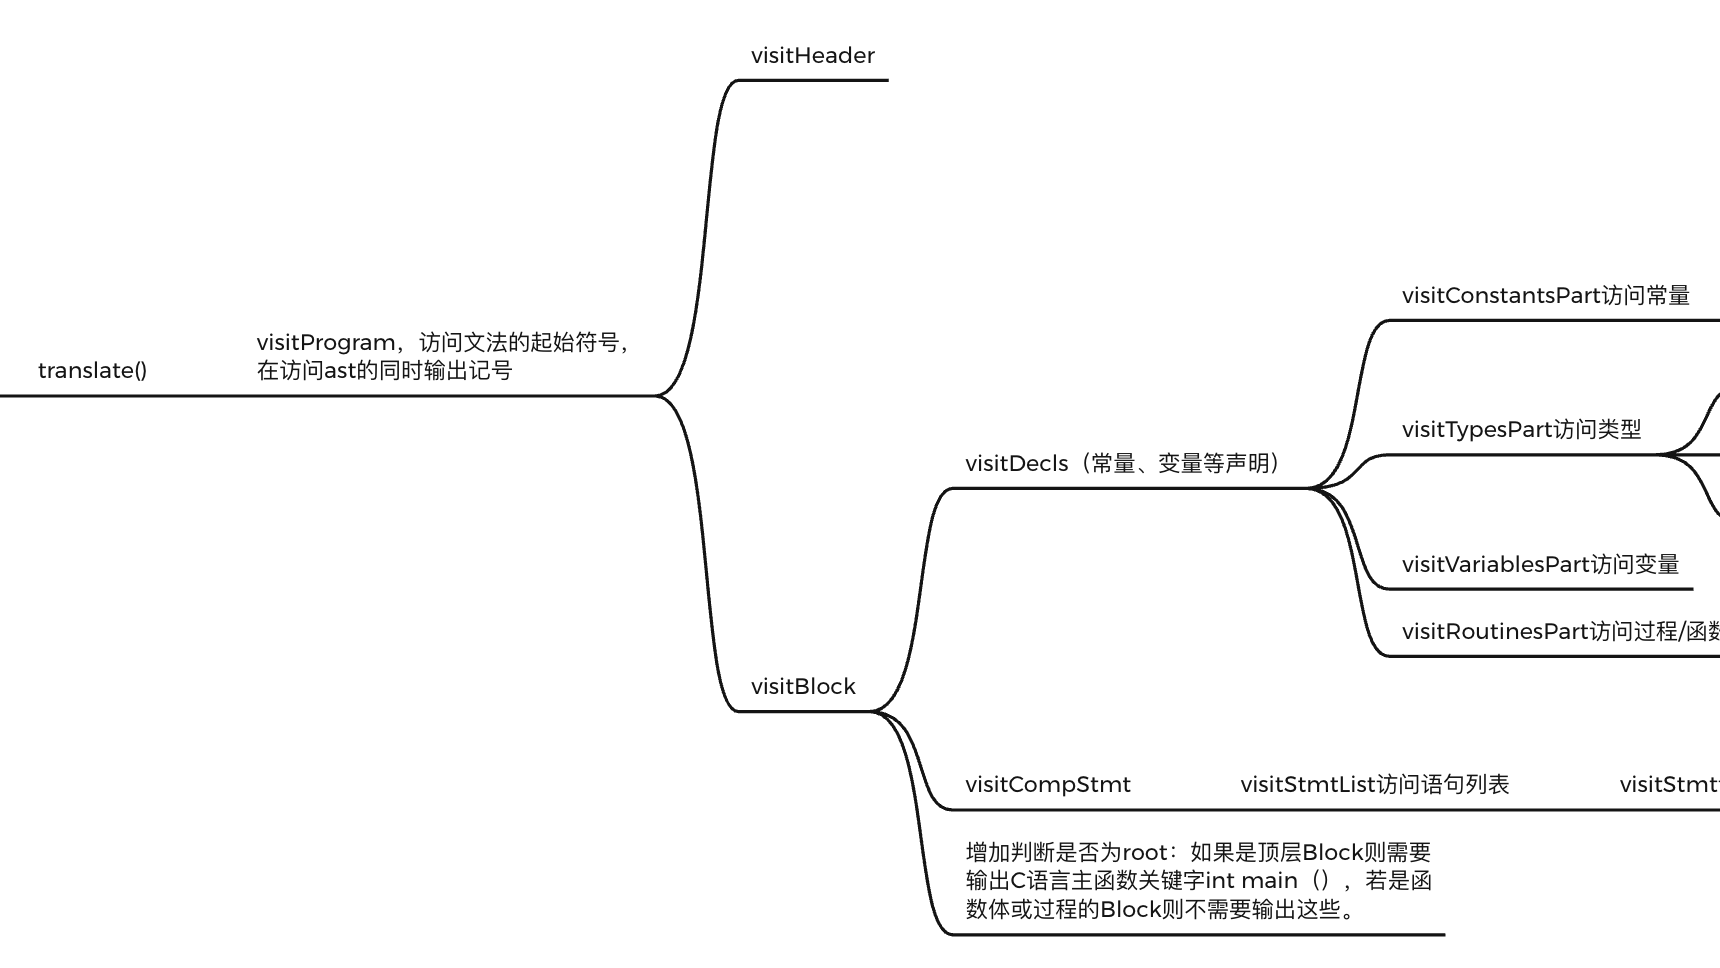 visitHeader
visitConstantsPart访问常量
visitProgram，访问文法的起始符号，
在访问ast的同时输出记号
translate()
visitTypesPart访问类型
visitDecls（常量、变量等声明）
visitVariablesPart访问变量
visitRoutinesPart访问过程/函
visitBlock
visitCompStmt
visitStmtList访问语句列表
visitStmt
增加判断是否为root：如果是顶层Block则需要
输出C语言主函数关键字int main（），若是函
数体或过程的Block则不需要输出这些。